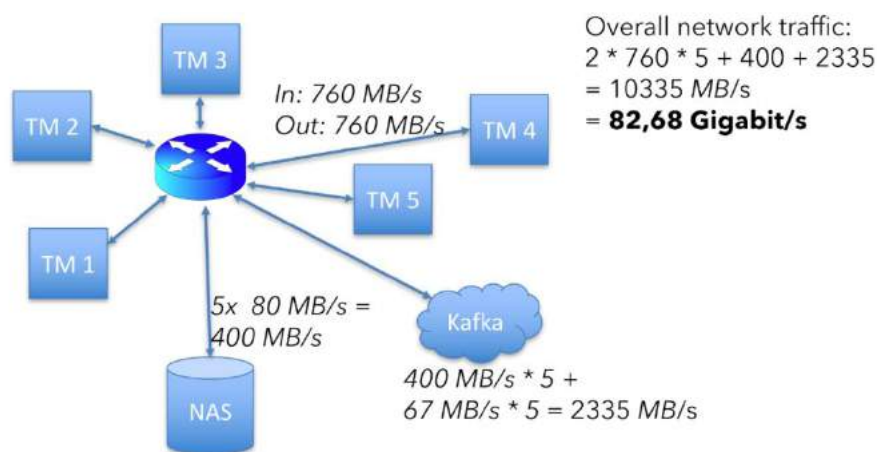 Overall network traffic:
2 * 760 * 5 + 400 + 2335
= 10335 MB/s
= 82,68 Gigabit/s
TM 3
In: 760 MB/s
Out: 760 MB/s
TM 2
TM 4
TM 5
TM 1
5x 80 MB/s =
400 MB/s
Kafka
400 MB/s * 5 +
67 MB/s * 5 = 2335 MB/s
NAS